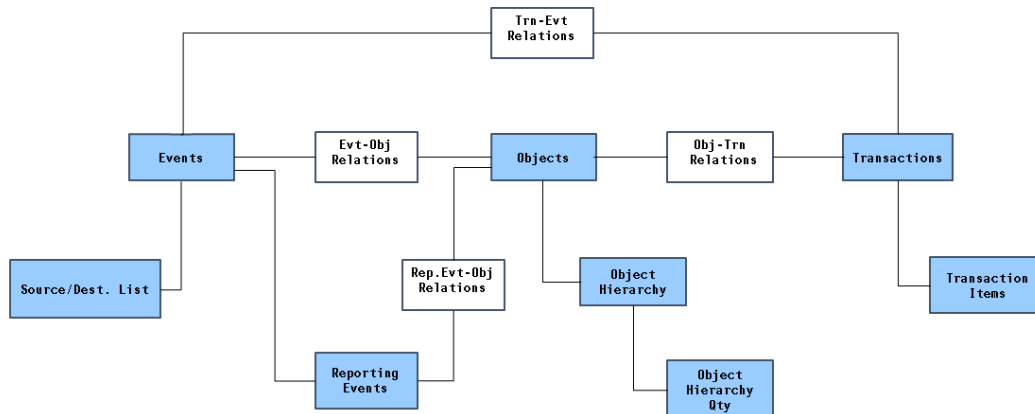 Trn-Evt
Relations
Events
Evt-Obj
Relations
Objects
Obj-Trn
Relations
Transactions
Source/Dest. List
Rep.Evt-Obj
Relations
Object
Hierarchy
Transaction
Items
Reporting
Events
Object
Hierarchy
Qty